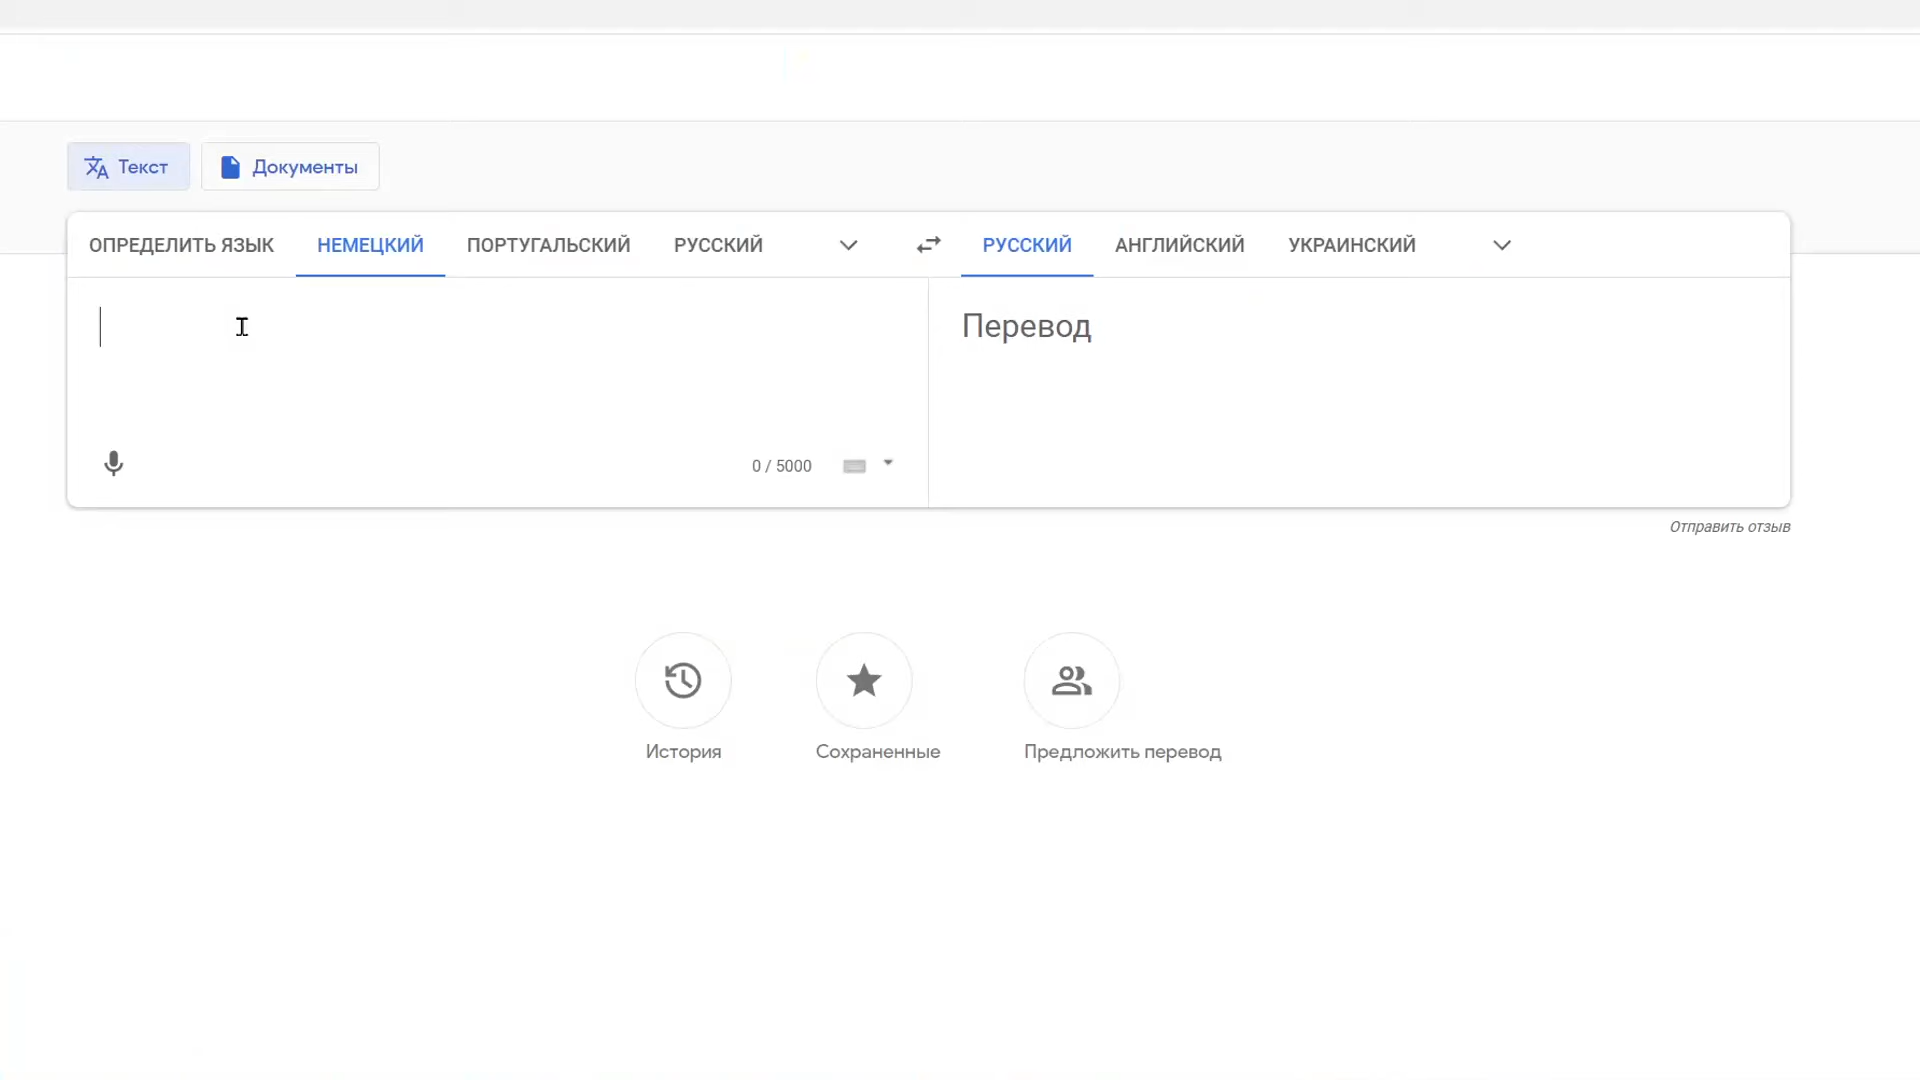 Текст Документы
ОПРЕДЕЛИТЬ ЯЗЫК НЕМЕЦКИЙ ПОРТУГАЛЬСКИЙ РУССКИЙ РУССКИЙ АНГЛИЙСКИЙ УКРАИНСКИЙ
Перевод
0 / 5000
Отправить отзыв
История Сохраненные Предложить перевод